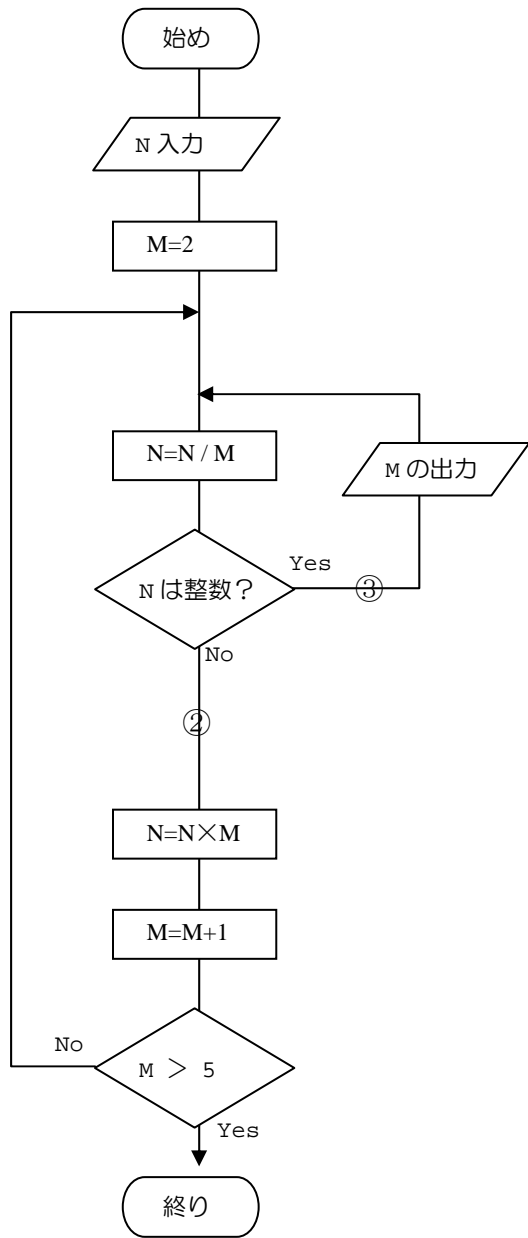 始め
N 入力
M=2
N=N / M
M の出力
N は整数？
Yes
③
No
②
N=N×M
M=M+1
No
M ＞ 5
Yes
終り